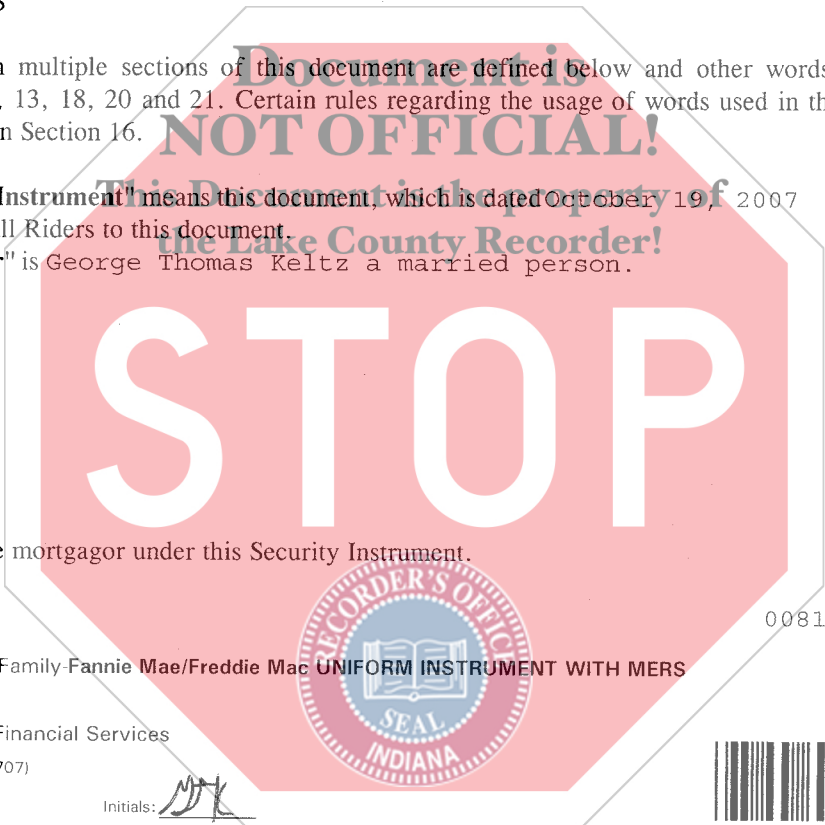 Document is
multiple sections of this document are defined below and other words
, 13, 18, 20 and 21. Certain rules regarding the usage of words used in th
n Section 16.
NOT OFFICIAL!
This Document is the property of
Instrument" means this document, which is dated October 19, 2007
ll Riders to this document.
the Lake County Recorder!
" is George Thomas Keltz a married person.
STOP
mortgagor under this Security Instrument.
RECORDER'S OFFICE
SEAL
INDIANA
0081
Family-Fannie Mae/Freddie Mac UNIFORM INSTRUMENT WITH MERS
Financial Services
707)
Initials: